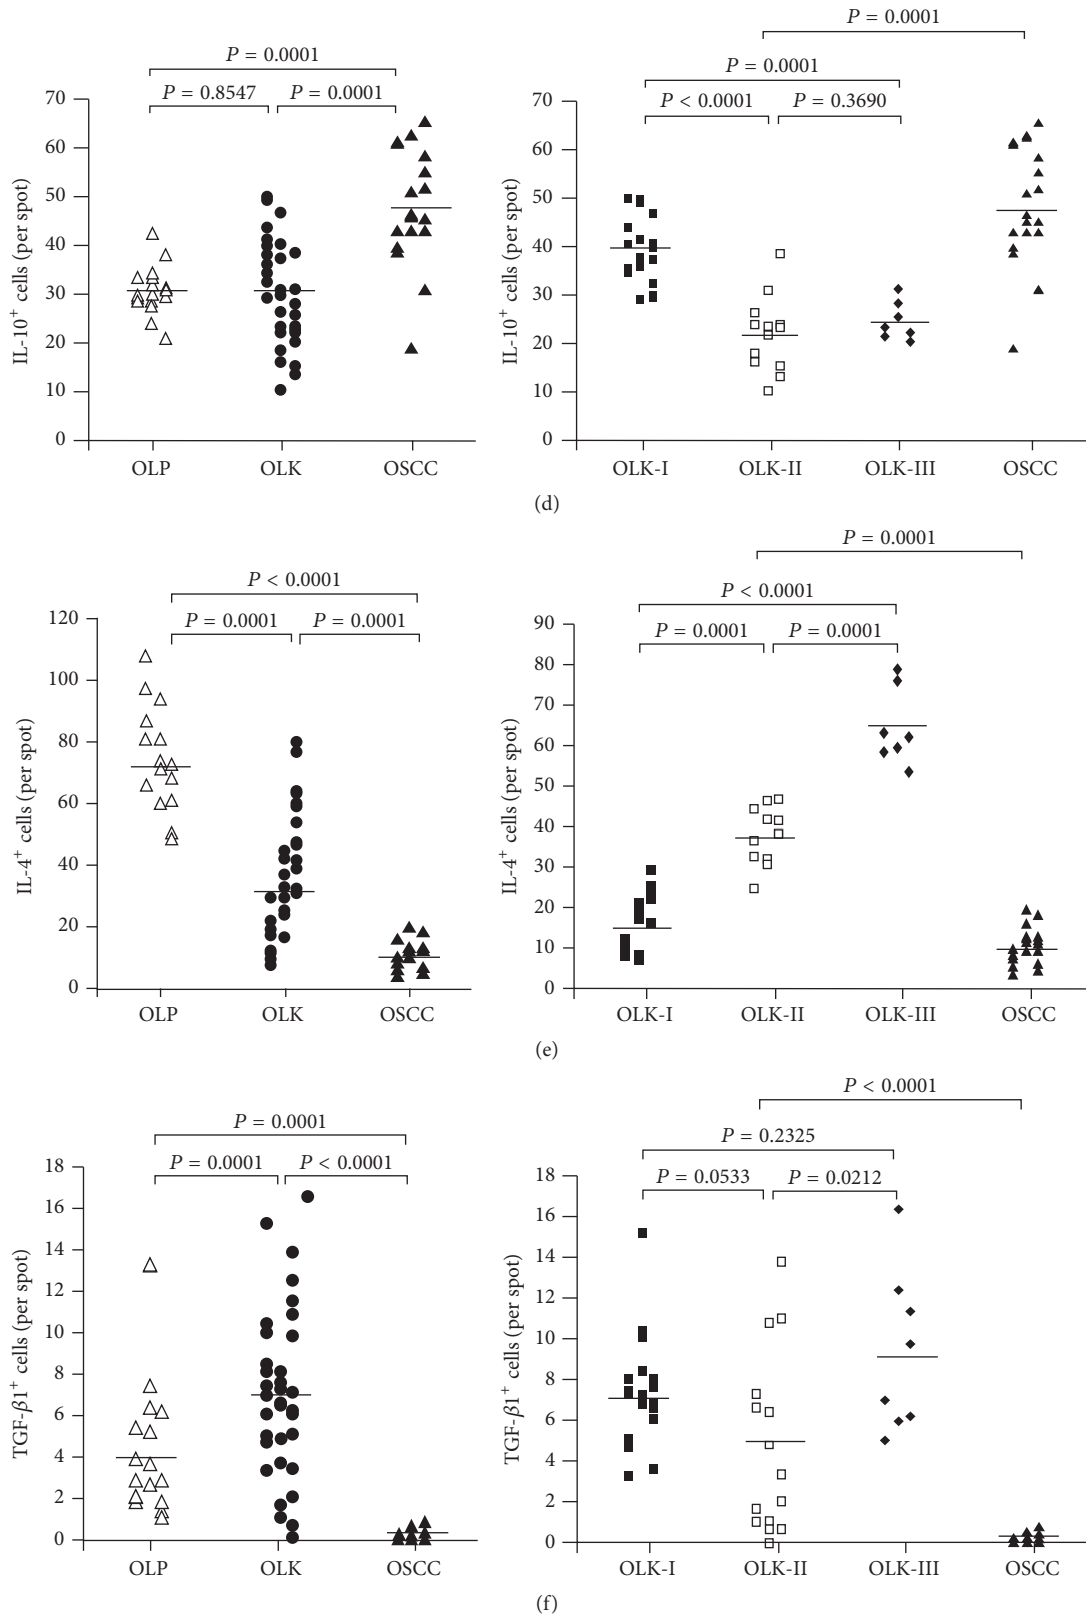 P = 0.0001
P = 0.8547
P = 0.0001
70
60
50
40
30
20
10
0
IL-10⁺ cells (per spot)
OLP
OLK
OSCC
P = 0.0001
P = 0.0001
P < 0.0001
P = 0.3690
70
60
50
40
30
20
10
0
IL-10⁺ cells (per spot)
OLK-I
OLK-II
OLK-III
OSCC
(d)
P < 0.0001
P = 0.0001
P = 0.0001
120
100
80
60
40
20
0
IL-4⁺ cells (per spot)
OLP
OLK
OSCC
P = 0.0001
P < 0.0001
P = 0.0001
P = 0.0001
90
80
70
60
50
40
30
20
10
0
IL-4⁺ cells (per spot)
OLK-I
OLK-II
OLK-III
OSCC
(e)
P = 0.0001
P = 0.0001
P < 0.0001
18
16
14
12
10
8
6
4
2
0
TGF-β1⁺ cells (per spot)
OLP
OLK
OSCC
P < 0.0001
P = 0.2325
P = 0.0533
P = 0.0212
18
16
14
12
10
8
6
4
2
0
TGF-β1⁺ cells (per spot)
OLK-I
OLK-II
OLK-III
OSCC
(f)